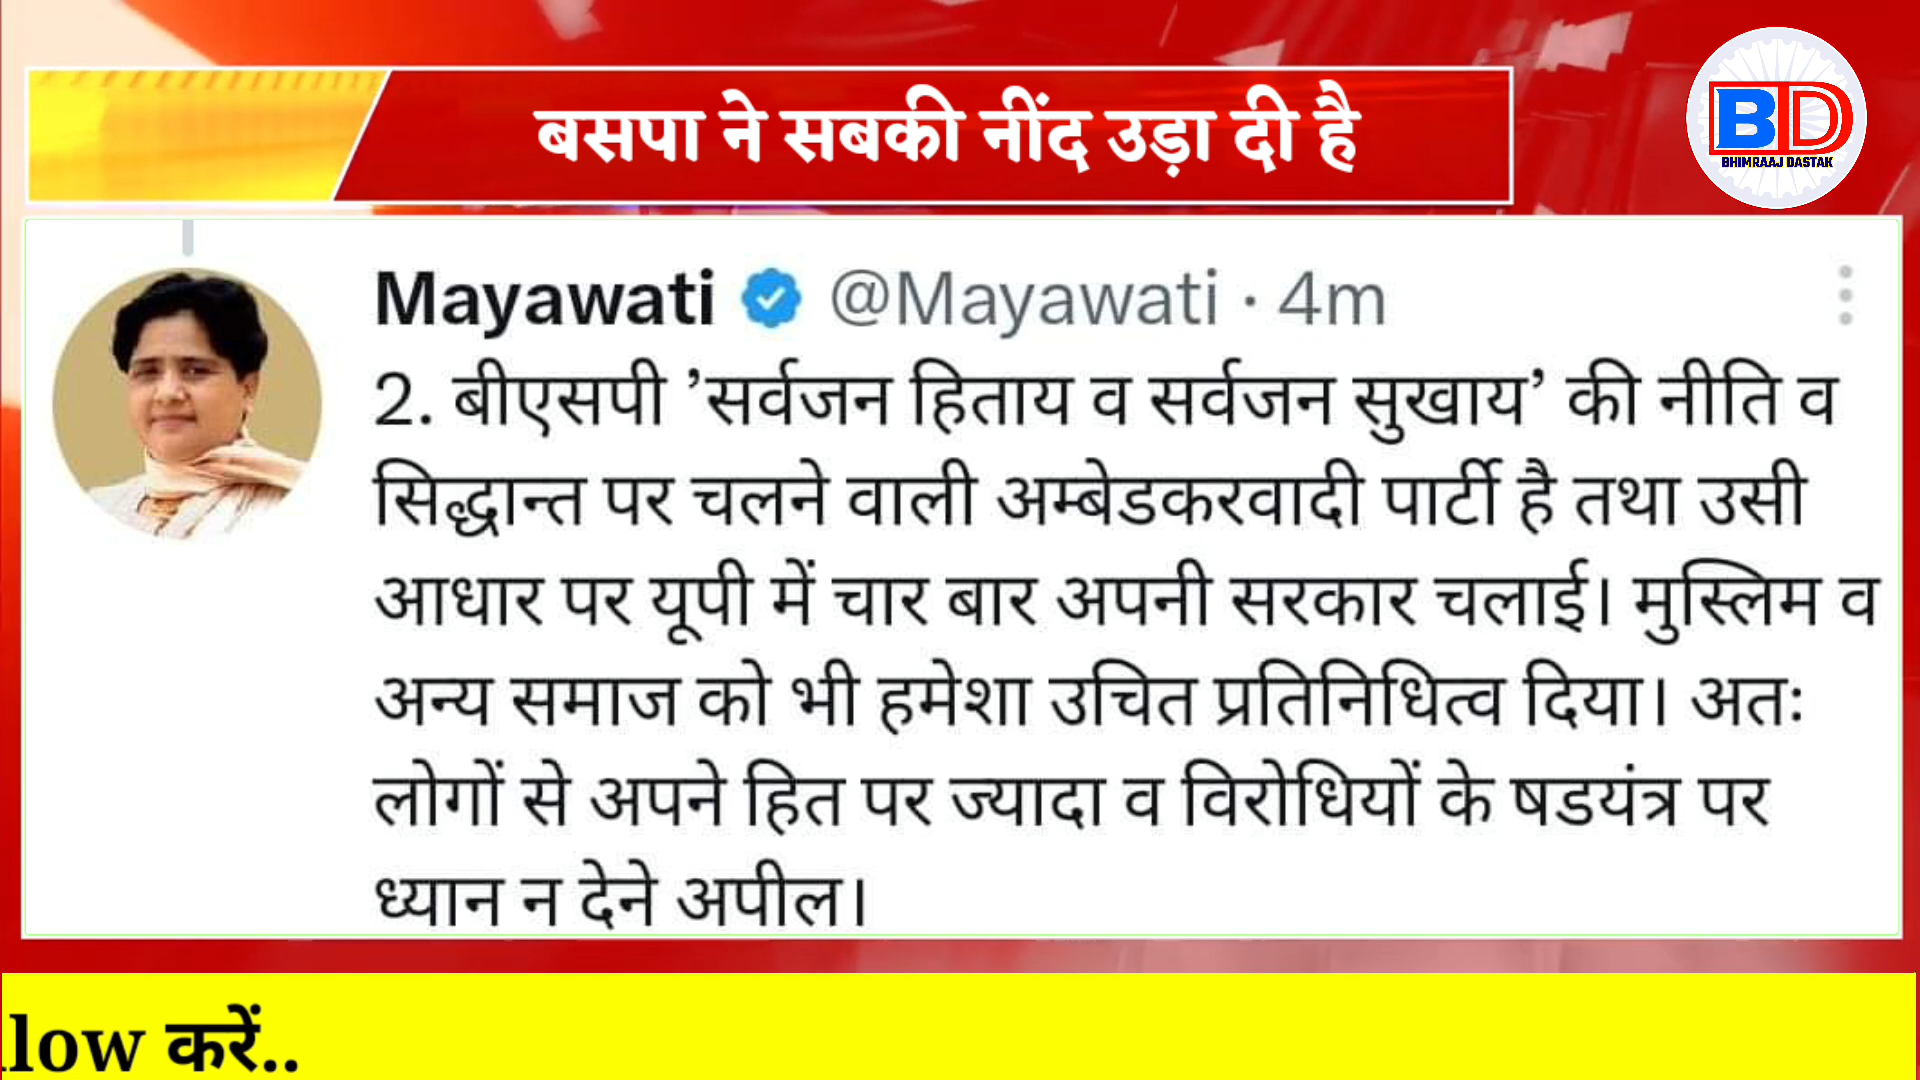 बसपा ने सबकी नींद उड़ा दी है
BD
BHIMRAAJ DASTAK
Mayawati @Mayawati · 4m
2. बीएसपी ’सर्वजन हिताय व सर्वजन सुखाय’ की नीति व
सिद्धान्त पर चलने वाली अम्बेडकरवादी पार्टी है तथा उसी
आधार पर यूपी में चार बार अपनी सरकार चलाई। मुस्लिम व
अन्य समाज को भी हमेशा उचित प्रतिनिधित्व दिया। अतः
लोगों से अपने हित पर ज्यादा व विरोधियों के षडयंत्र पर
ध्यान न देने अपील।
low करें..